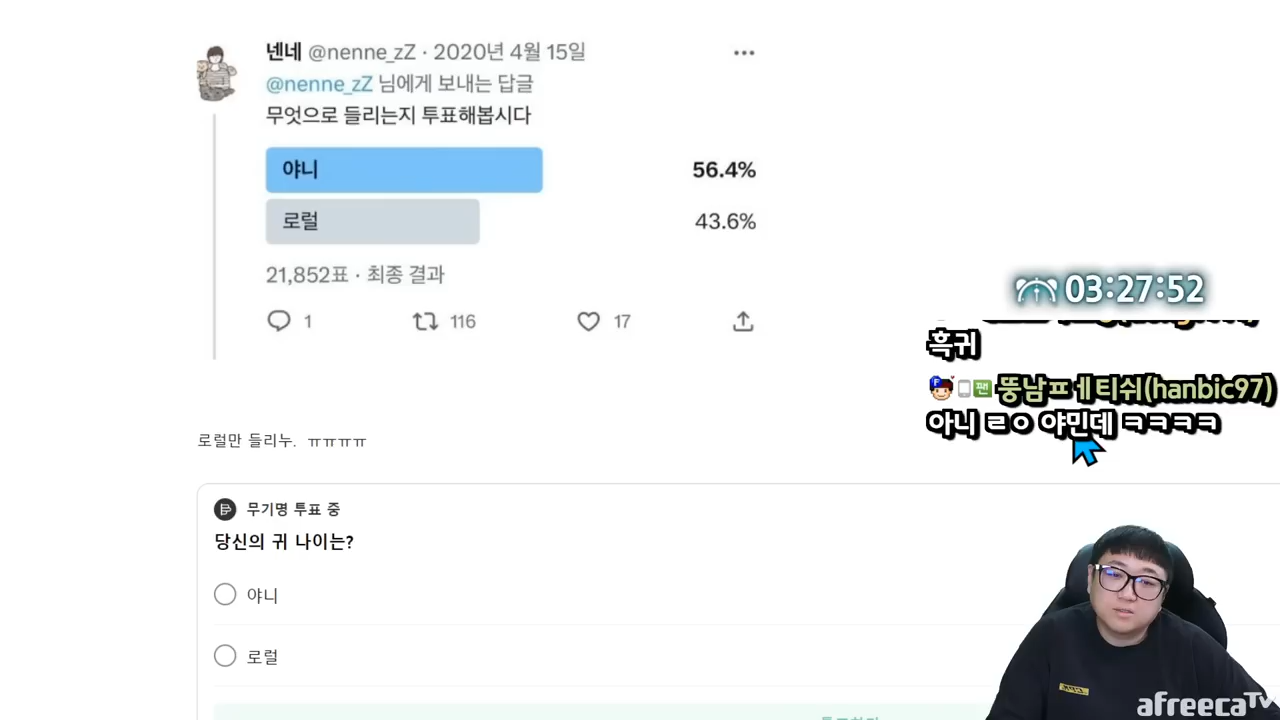 넨네 @nenne_zZ · 2020년 4월 15일
@nenne_zZ 님에게 보내는 답글
무엇으로 들리는지 투표해봅시다
야니 56.4%
로럴 43.6%
21,852표 · 최종 결과
1 116 17
03:27:52
흑귀
팬 뚱남ㅍㅔ티쉬(hanbic97)
아니 ㄹㅇ 야민데 ㅋㅋㅋㅋ
로럴만 들리누. ㅠㅠㅠㅠ
무기명 투표 중
당신의 귀 나이는?
야니
로럴
afreecaTV